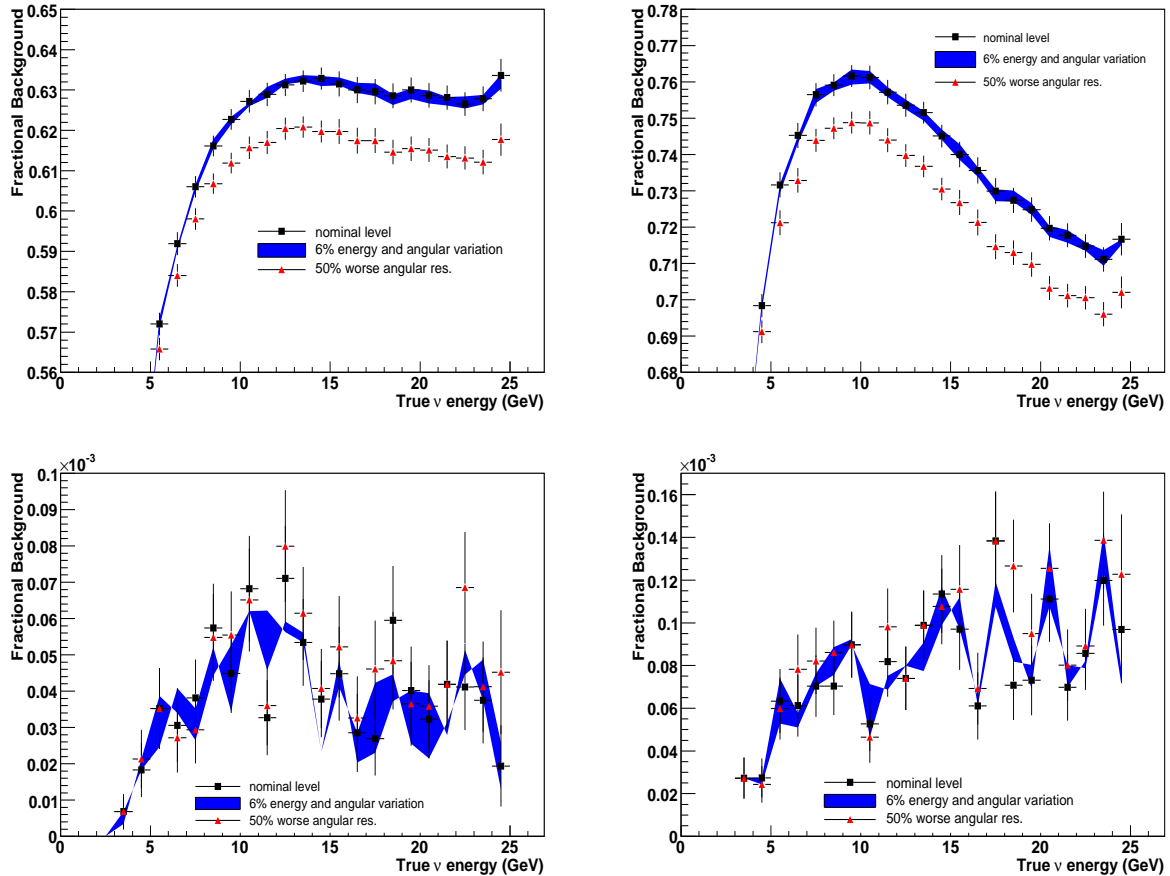 Fractional Background
0.65
0.64
0.63
0.62
0.61
0.6
0.59
0.58
0.57
0.56
nominal level
6% energy and angular variation
50% worse angular res.
0 5 10 15 20 25
True ν energy (GeV)
Fractional Background
0.78
0.77
0.76
0.75
0.74
0.73
0.72
0.71
0.7
0.69
0.68
nominal level
6% energy and angular variation
50% worse angular res.
0 5 10 15 20 25
True ν energy (GeV)
×10⁻³
Fractional Background
0.1
0.09
0.08
0.07
0.06
0.05
0.04
0.03
0.02
0.01
0
nominal level
6% energy and angular variation
50% worse angular res.
0 5 10 15 20 25
True ν energy (GeV)
×10⁻³
Fractional Background
0.16
0.14
0.12
0.1
0.08
0.06
0.04
0.02
0
nominal level
6% energy and angular variation
50% worse angular res.
0 5 10 15 20 25
True ν energy (GeV)